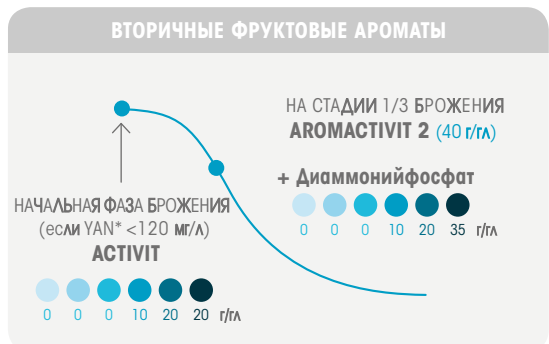 ВТОРИЧНЫЕ ФРУКТОВЫЕ АРОМАТЫ
НА СТАДИИ 1/3 БРОЖЕНИЯ
AROMACTIVIT 2 (40 г/гл)
+ Диаммонийфосфат
0 0 0 10 20 35 г/гл
НАЧАЛЬНАЯ ФАЗА БРОЖЕНИЯ
(если YAN* <120 мг/л)
ACTIVIT
0 0 0 10 20 20 г/гл